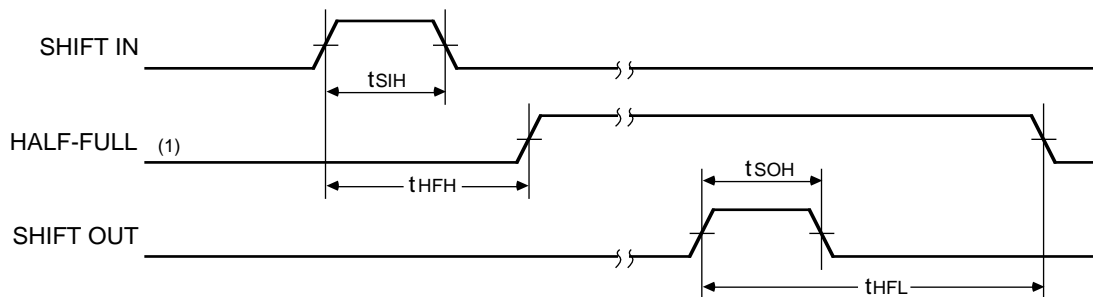 SHIFT IN
tSIH
HALF-FULL (1)
tHFH
tSOH
SHIFT OUT
tHFL